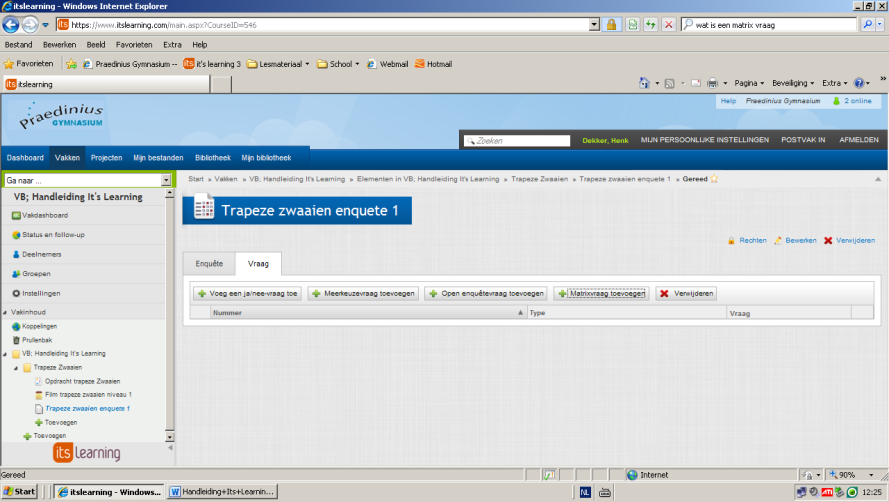 itslearning - Windows Internet Explorer
https://www.itslearning.com/main.aspx?CourseID=546
wat is een matrix vraag
Bestand Bewerken Beeld Favorieten Extra Help
Favorieten Praedinius Gymnasium -- it's learning 3 Lesmateriaal School Webmail Hotmail
itslearning
Pagina Beveiliging Extra
Help Praedinius Gymnasium 2 online
Praedinius
GYMNASIUM
Zoeken
Dekker, Henk MIJN PERSOONLIJKE INSTELLINGEN POSTVAK IN AFMELDEN
Dashboard Vakken Projecten Mijn bestanden Bibliotheek Mijn bibliotheek
Ga naar ...
Start » Vakken » VB; Handleiding It's Learning » Elementen in VB; Handleiding It's Learning » Trapeze Zwaaien » Trapeze zwaaien enquete 1 » Gereed
VB; Handleiding It's Learning
Vakdashboard
Status en follow-up
Deelnemers
Groepen
Instellingen
Vakinhoud
Koppelingen
Prullenbak
VB; Handleiding It's Learning
Trapeze Zwaaien
Opdracht trapeze Zwaaien
Film trapeze zwaaien niveau 1
Trapeze zwaaien enquete 1
Toevoegen
Toevoegen
its learning
Trapeze zwaaien enquete 1
Rechten Bewerken Verwijderen
Enquête Vraag
Voeg een ja/nee-vraag toe Meerkeuzevraag toevoegen Open enquêtevraag toevoegen Matrixvraag toevoegen Verwijderen
Nummer Type Vraag
Gereed Internet 90%
Start itslearning - Windows... Handleiding+Its+Learnin... NL 12:25